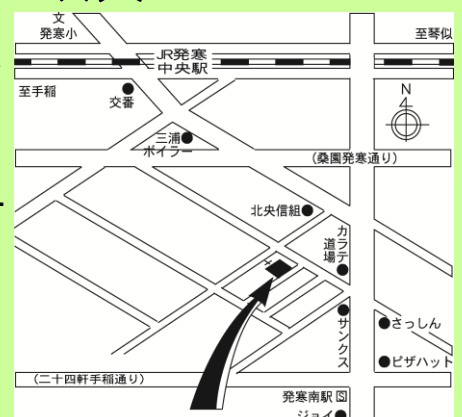 文
発寒小
至琴似
JR発寒
中央駅
至手稲
交番
N
三浦
ボイラー
(桑園発寒通り)
北央信組
カラテ
道場
サンクス
さっしん
ピザハット
(二十四軒手稲通り)
発寒南駅
S
ジョイ